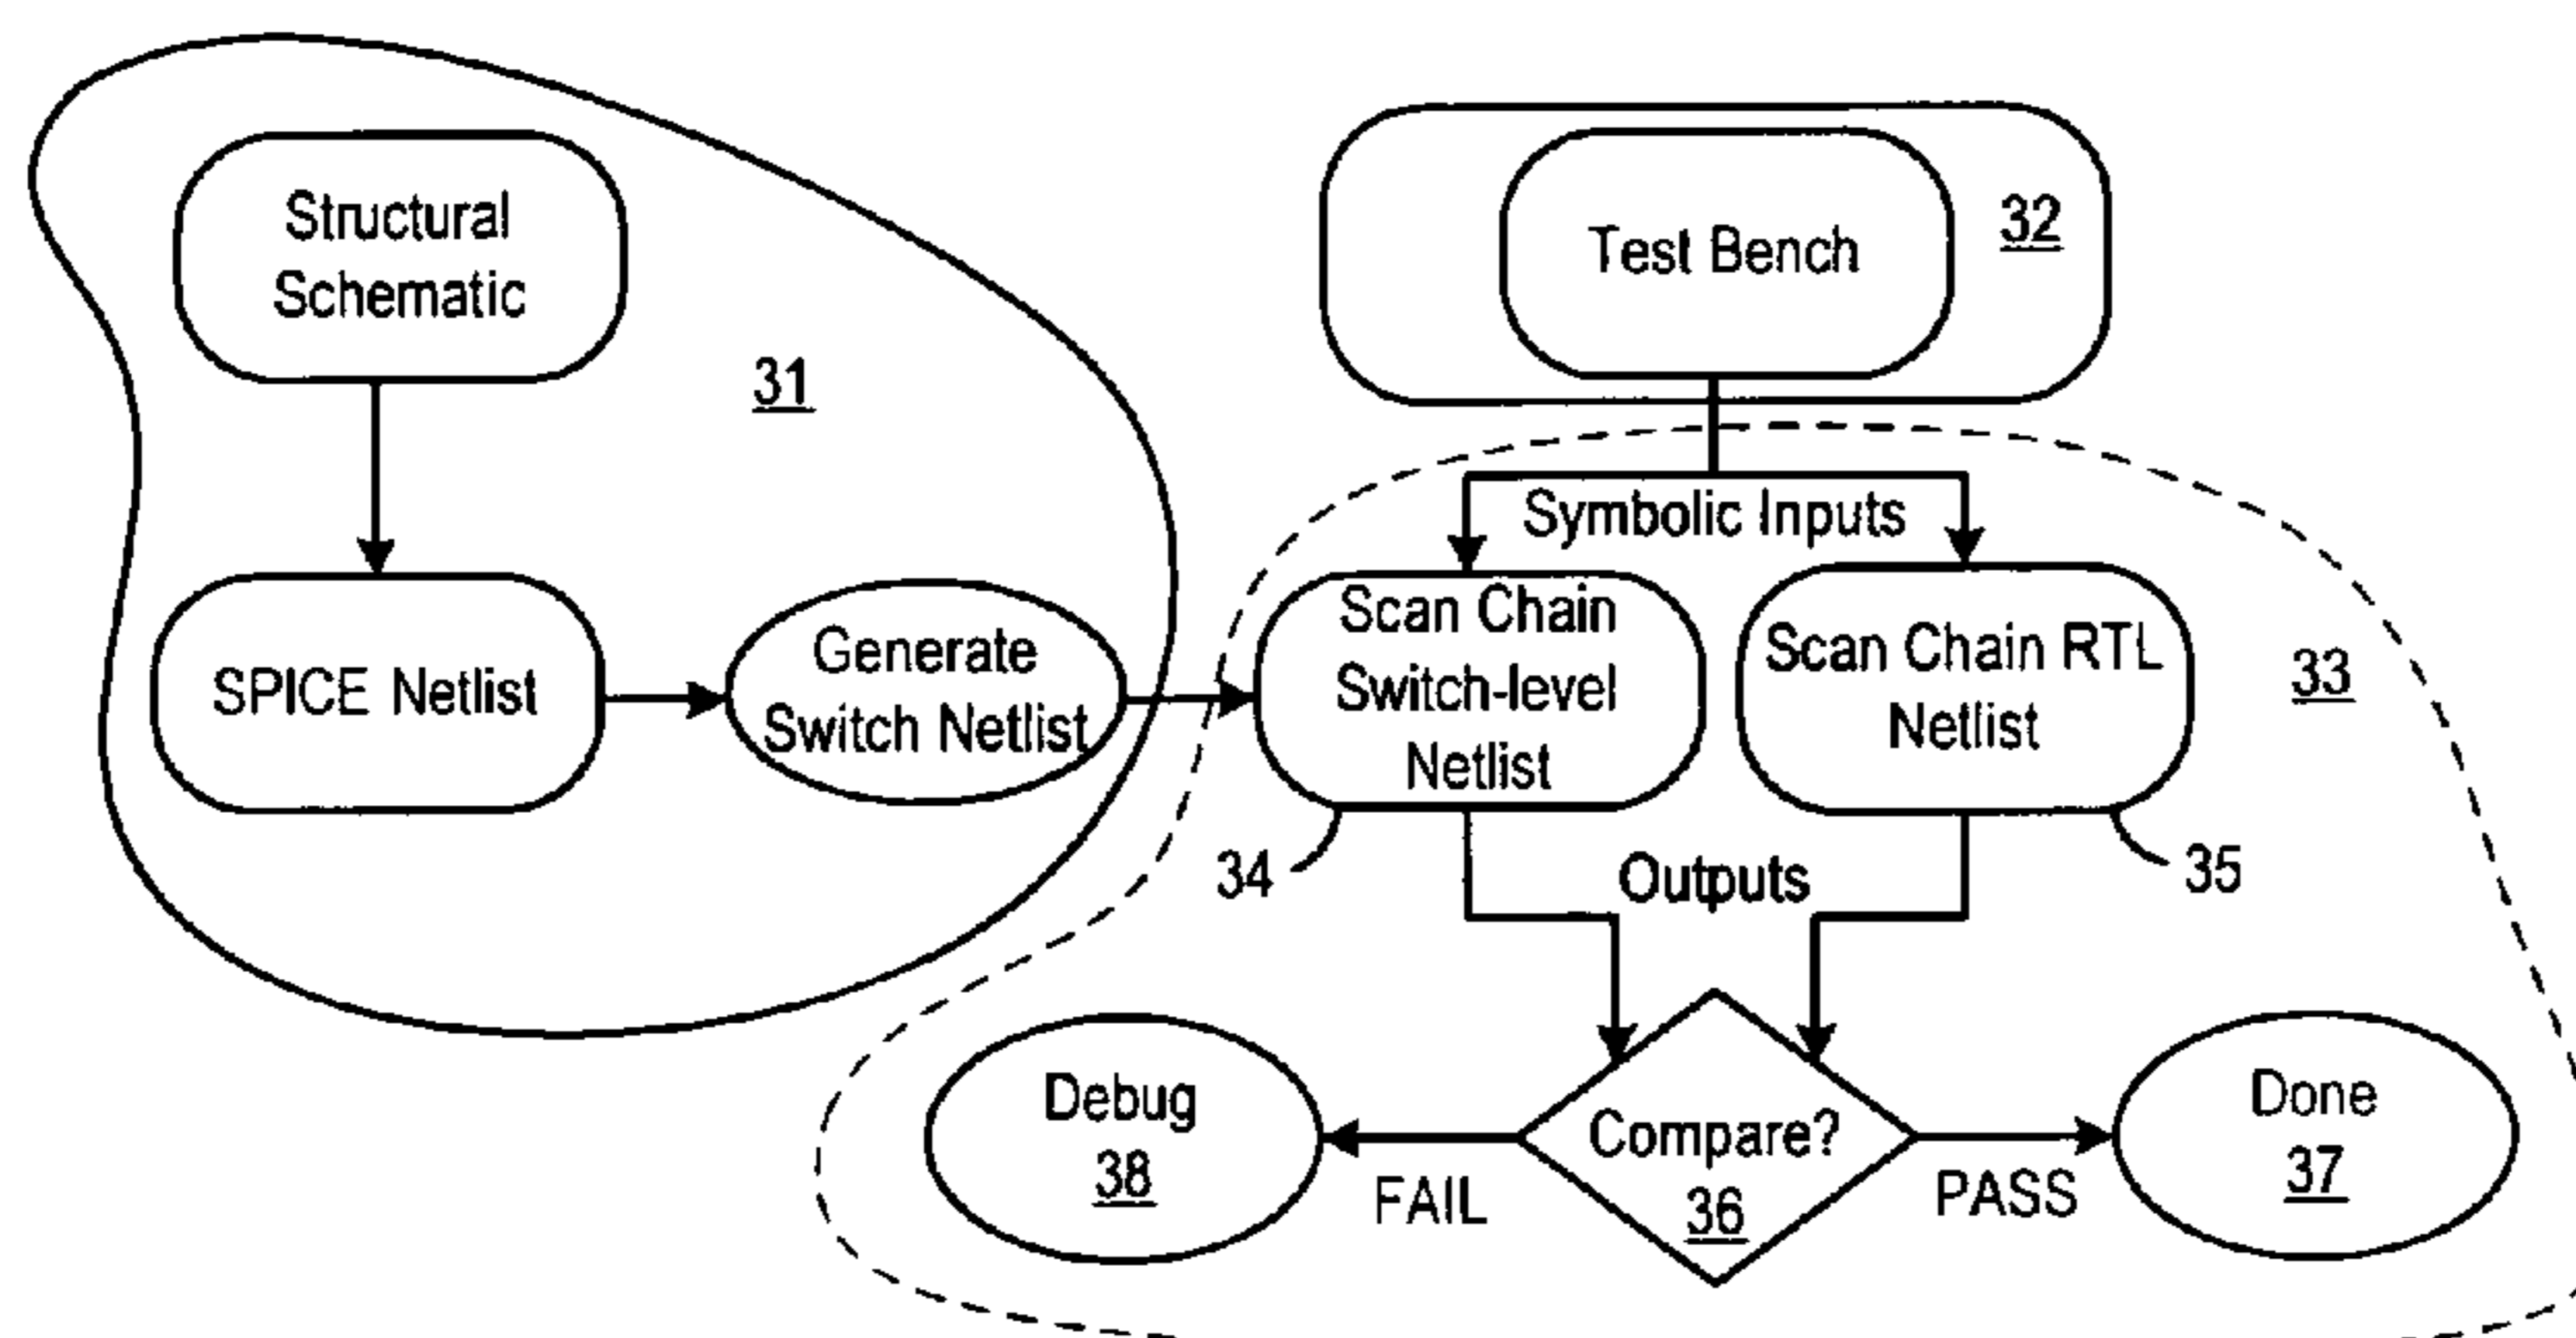 Structural
Schematic
31
SPICE Netlist
Generate
Switch Netlist
Test Bench
32
Symbolic Inputs
Scan Chain
Switch-level
Netlist
34
Scan Chain RTL
Netlist
35
33
Outputs
Compare?
36
FAIL
PASS
Debug
38
Done
37